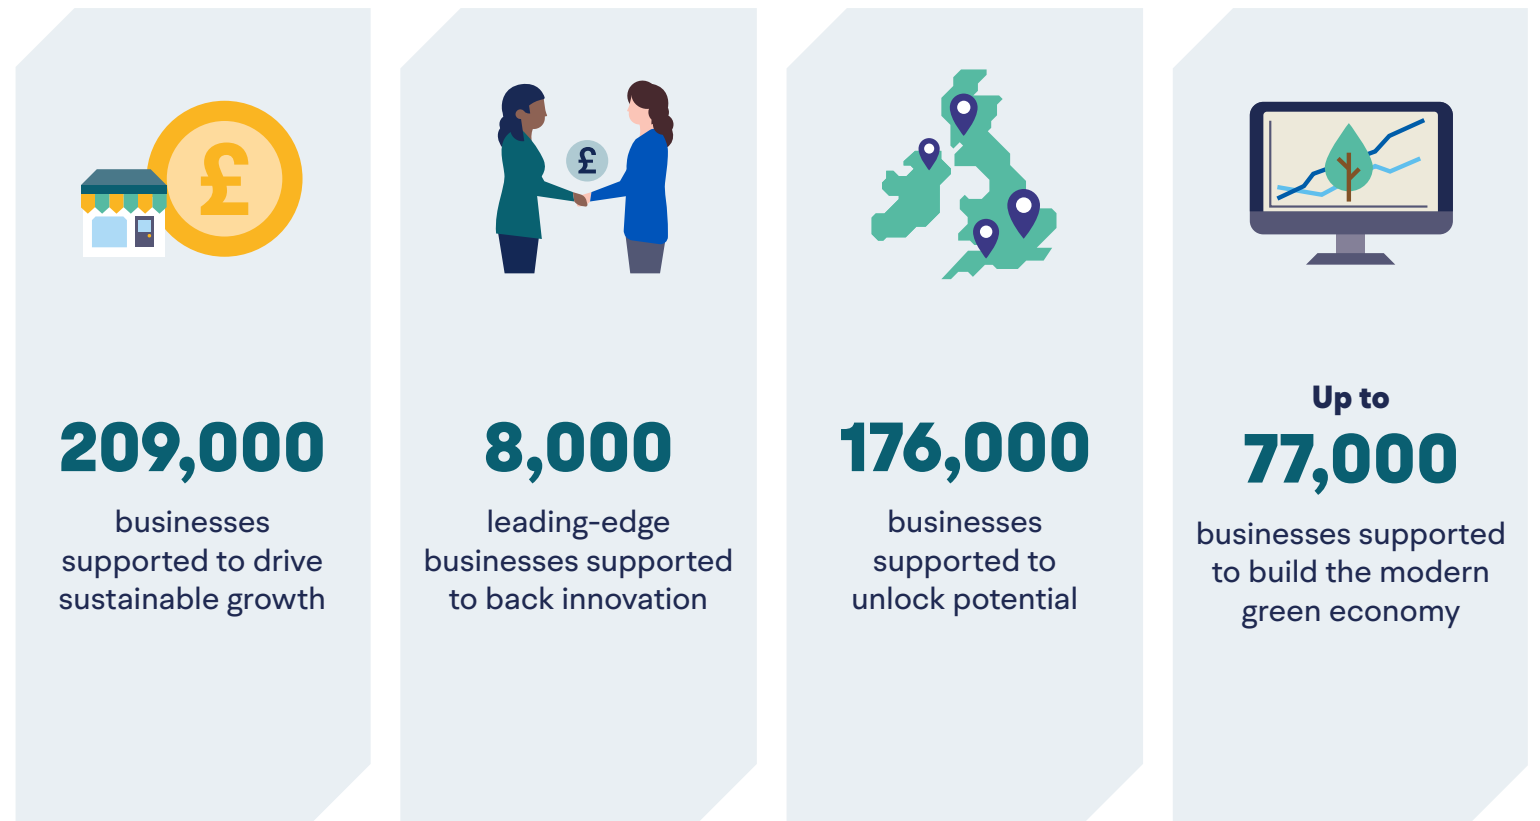 £
209,000
businesses
supported to drive
sustainable growth
£
8,000
leading-edge
businesses supported
to back innovation
176,000
businesses
supported to
unlock potential
Up to
77,000
businesses supported
to build the modern
green economy